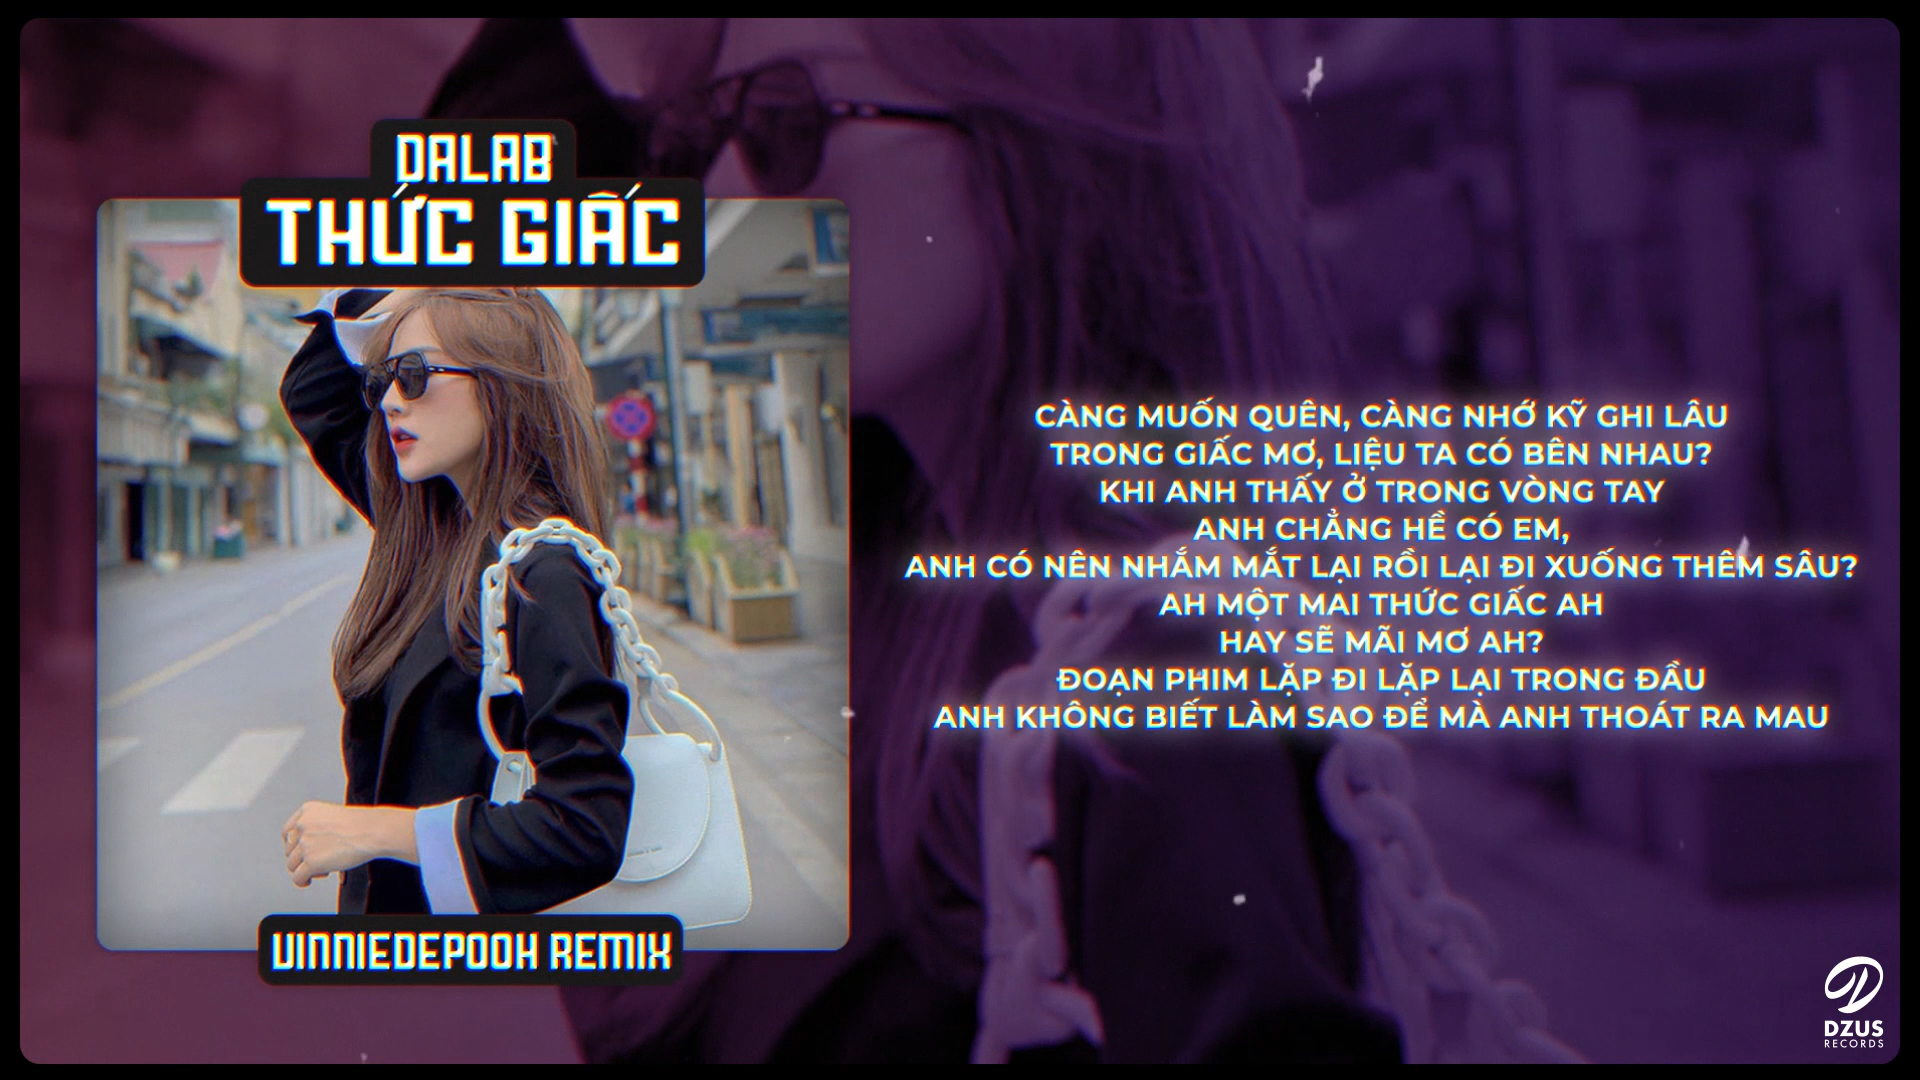 DALAB
THỨC GIẤC
VINNIEDEPOOH REMIX
CÀNG MUỐN QUÊN, CÀNG NHỚ KỸ GHI LÂU
TRONG GIẤC MƠ, LIỆU TA CÓ BÊN NHAU?
KHI ANH THẤY Ở TRONG VÒNG TAY
ANH CHẲNG HỀ CÓ EM,
ANH CÓ NÊN NHẮM MẮT LẠI RỒI LẠI ĐI XUỐNG THÊM SÂU?
AH MỘT MAI THỨC GIẤC AH
HAY SẼ MÃI MƠ AH?
ĐOẠN PHIM LẶP ĐI LẶP LẠI TRONG ĐẦU
ANH KHÔNG BIẾT LÀM SAO ĐỂ MÀ ANH THOÁT RA MAU
DZUS
RECORDS